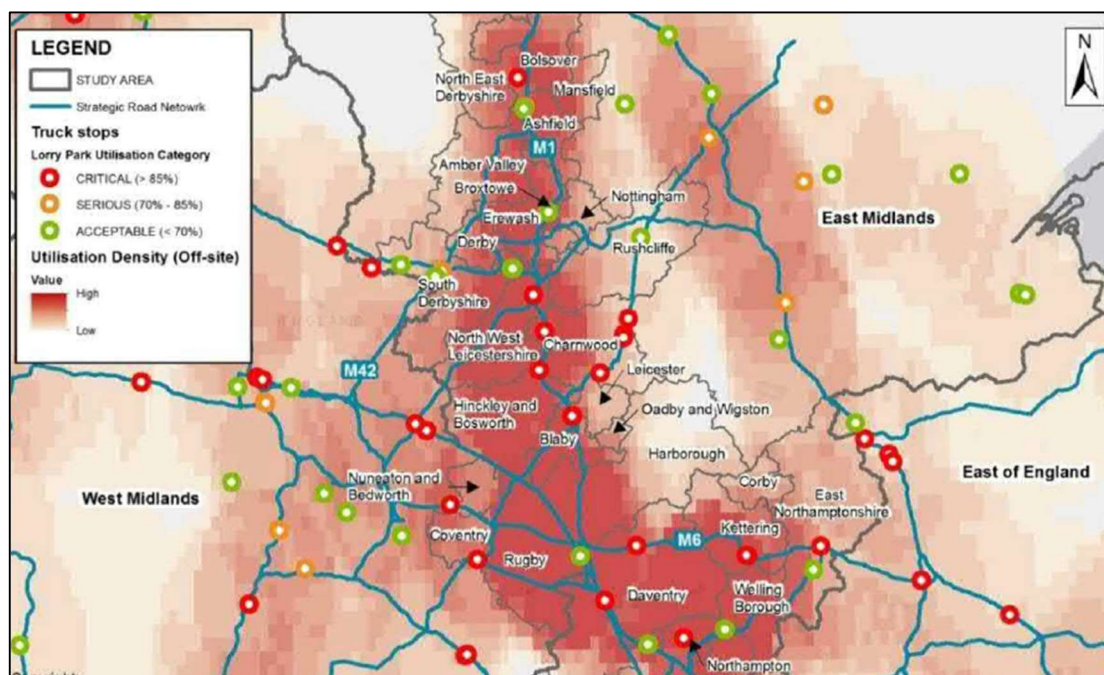 LEGEND
STUDY AREA
Strategic Road Netowrk
Truck stops
Lorry Park Utilisation Category
CRITICAL (> 85%)
SERIOUS (70% - 85%)
ACCEPTABLE (< 70%)
Utilisation Density (Off-site)
Value
High
Low
N
Bolsover
North East
Derbyshire
Mansfield
Ashfield
M1
Amber Valley
Broxtowe
Nottingham
Erewash
East Midlands
Derby
Rushcliffe
South
Derbyshire
ENGLAND
North West
Leicestershire
Charnwood
M42
Leicester
Hinckley and
Bosworth
Oadby and Wigston
Blaby
Harborough
East of England
Nuneaton and
Bedworth
West Midlands
Corby
East
Northamptonshire
Kettering
Coventry
M6
Rugby
Daventry
Welling
Borough
Northampton